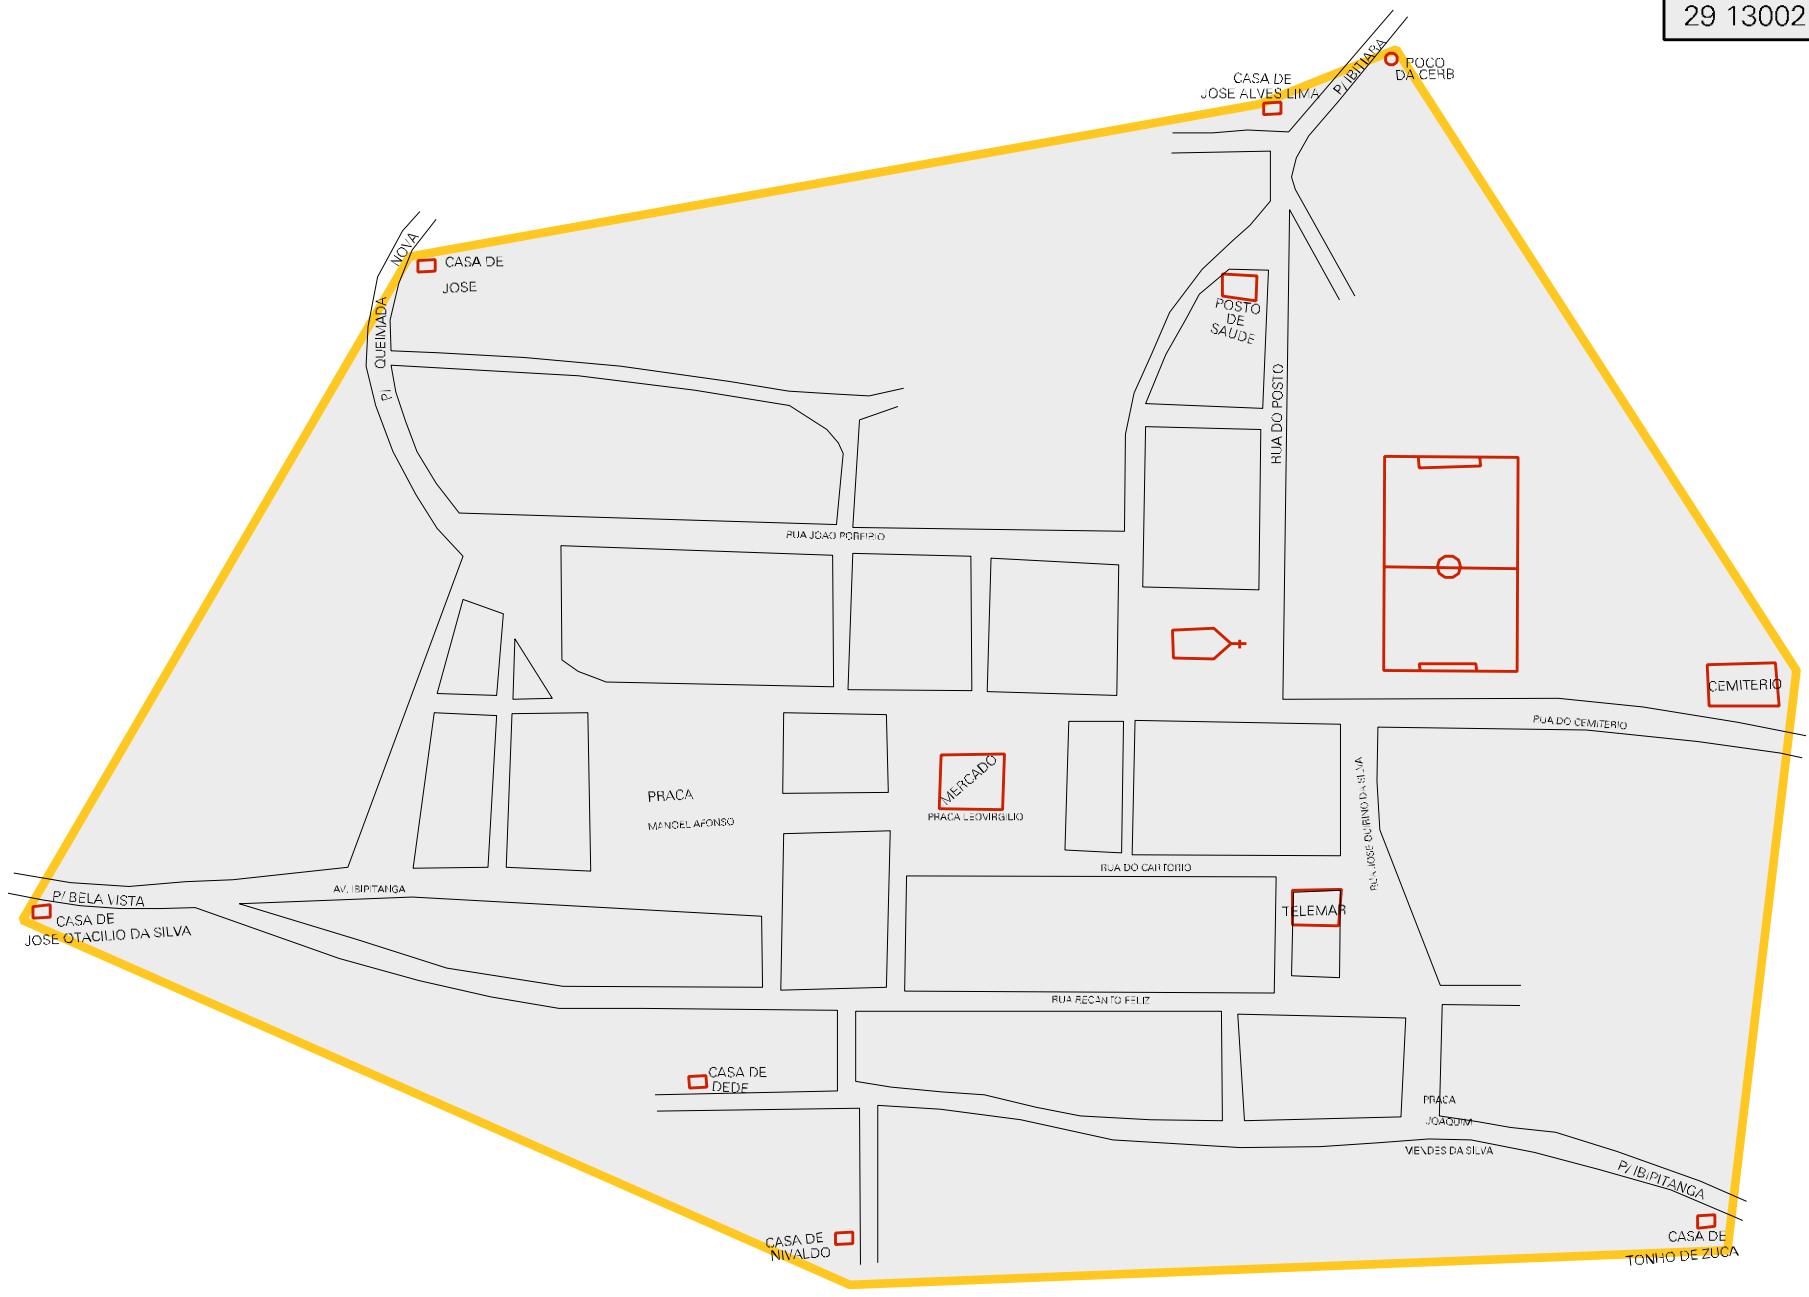 29 13002
P/ IBITIARA
POCO
DA CERB
CASA DE
JOSE ALVES LIMA
NOVA
QUEIMADA
P/
CASA DE
JOSE
POSTO
DE
SAUDE
RUA DO POSTO
RUA JOAO PORFIRIO
CEMITERIO
RUA DO CEMITERIO
PRACA
MANOEL AFONSO
MERCADO
PRACA LEOVIRGILIO
RUA JOSE QUIRINO DA SILVA
RUA DO CARTORIO
AV. IBIPITANGA
P/ BELA VISTA
CASA DE
JOSE OTACILIO DA SILVA
TELEMAR
RUA RECANTO FELIZ
CASA DE
DEDE
PRACA
JOAQUIM
MENDES DA SILVA
P/ IBIPITANGA
CASA DE
NIVALDO
CASA DE
TONHO DE ZUCA